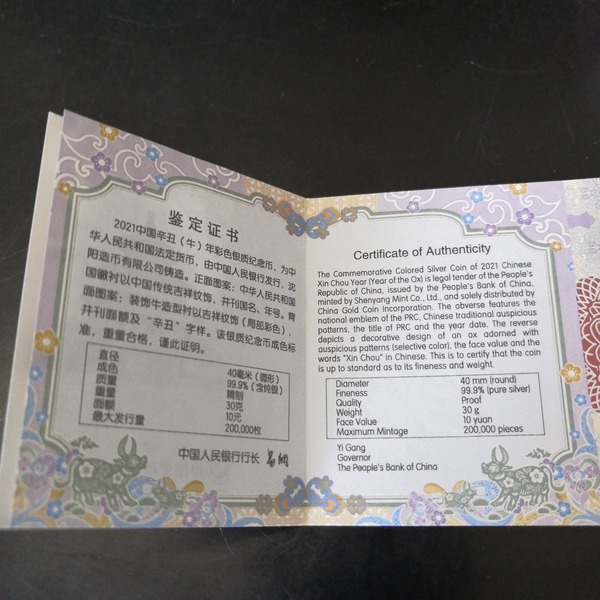 鉴定证书
2021中国辛丑（牛）年彩色银质纪念币，为中
华人民共和国法定货币，由中国人民银行发行，沈
阳造币有限公司铸造。正面图案：中华人民共和国
国徽衬以中国传统吉祥纹饰，并刊国名、年号。背
面图案：装饰牛造型衬以吉祥纹饰（局部彩色），
并刊面额及“辛丑”字样。该银质纪念币成色标
准，重量合格，谨此证明。
直径 40毫米（圆形）
成色 99.9%（含纯银）
质量 精制
重量 30克
面额 10元
最大发行量 200,000枚
中国人民银行行长 易纲
Certificate of Authenticity
The Commemorative Colored Silver Coin of 2021 Chinese
Xin Chou Year (Year of the Ox) is legal tender of the People's
Republic of China, issued by the People's Bank of China,
minted by Shenyang Mint Co., Ltd., and solely distributed by
China Gold Coin Incorporation. The obverse features the
national emblem of the PRC, Chinese traditional auspicious
patterns, the title of PRC and the year date. The reverse
depicts a decorative design of an ox adorned with
auspicious patterns (selective color), the face value and the
words "Xin Chou" in Chinese. This is to certify that the coin
is up to standard as to its fineness and weight.
Diameter 40 mm (round)
Fineness 99.9% (pure silver)
Quality Proof
Weight 30 g
Face Value 10 yuan
Maximum Mintage 200,000 pieces
Yi Gang
Governor
The People's Bank of China